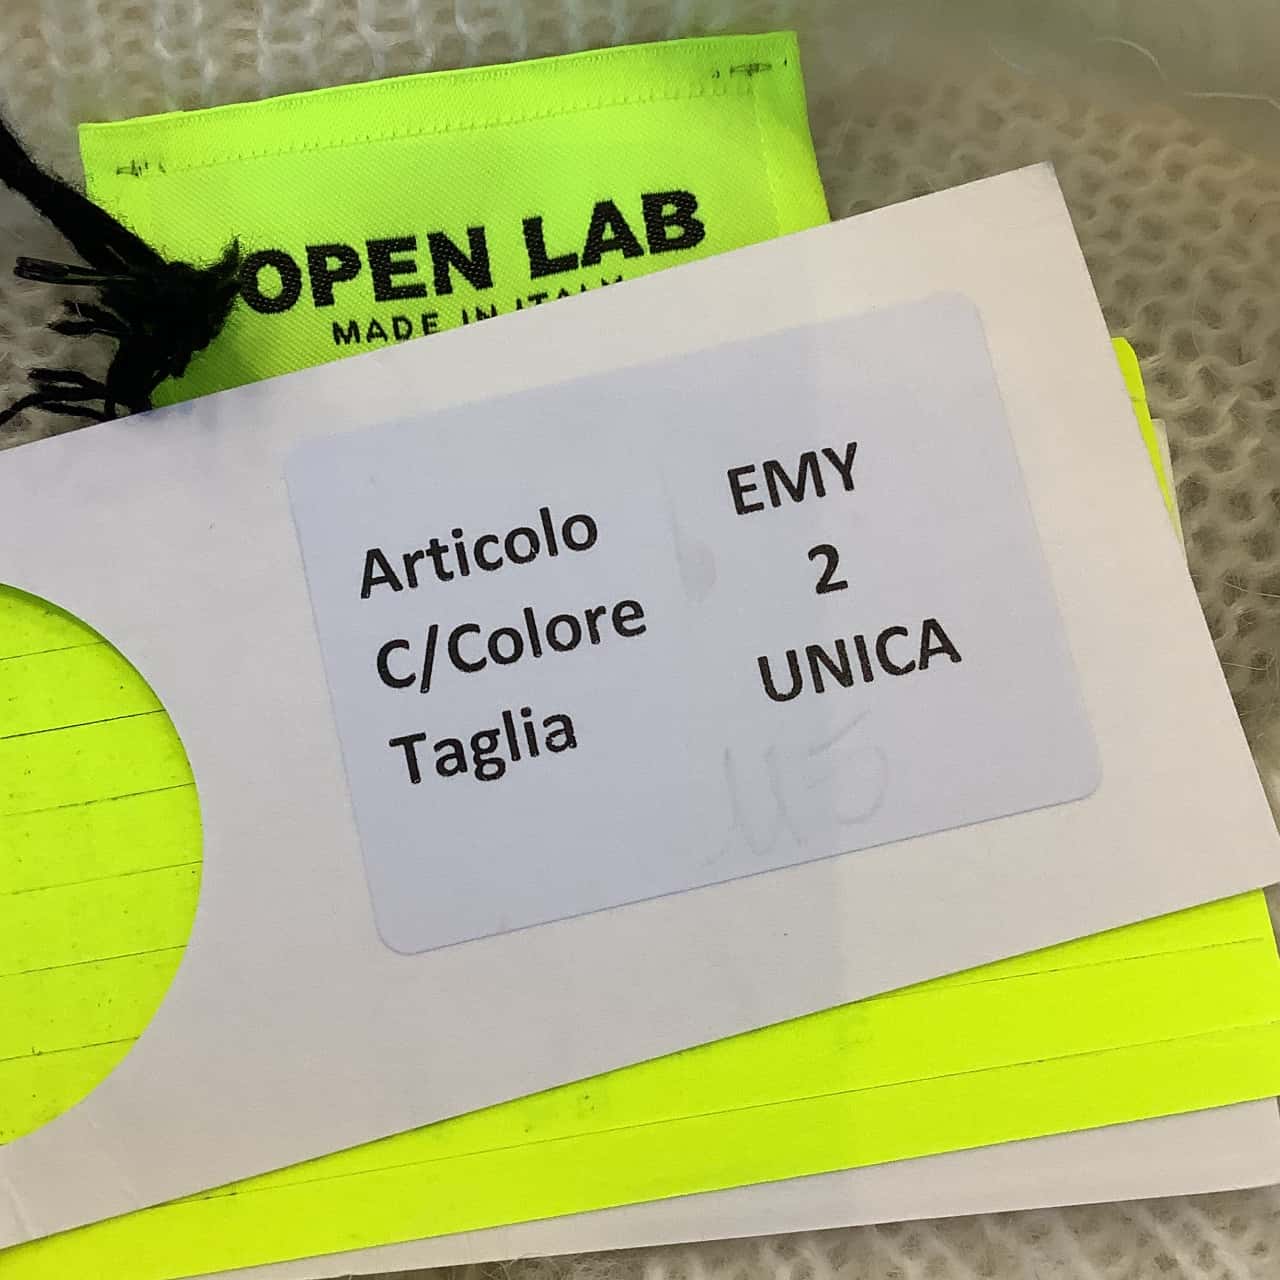 OPEN LAB
MADE IN ITALY
Articolo EMY
C/Colore 2
Taglia UNICA